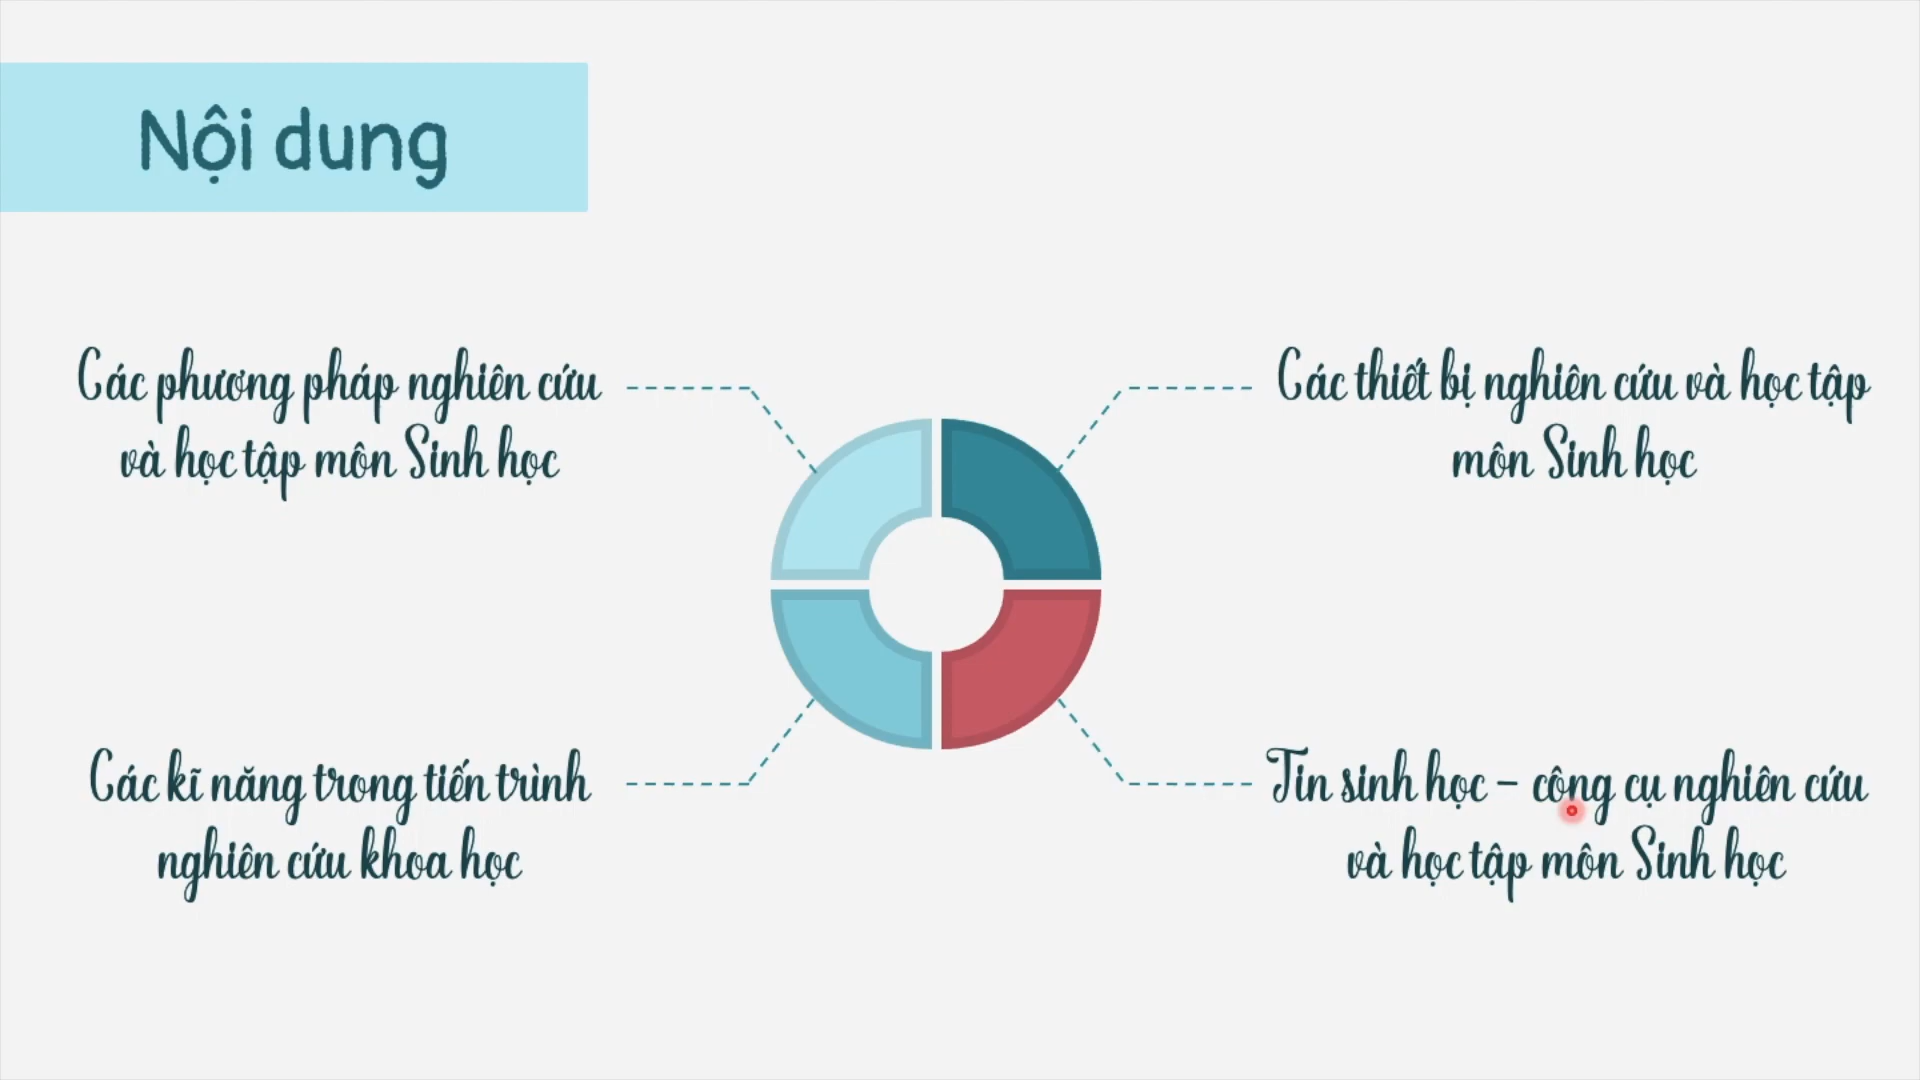 Nội dung
Các phương pháp nghiên cứu
và học tập môn Sinh học
Các thiết bị nghiên cứu và học tập
môn Sinh học
Các kĩ năng trong tiến trình
nghiên cứu khoa học
Tin sinh học – công cụ nghiên cứu
và học tập môn Sinh học